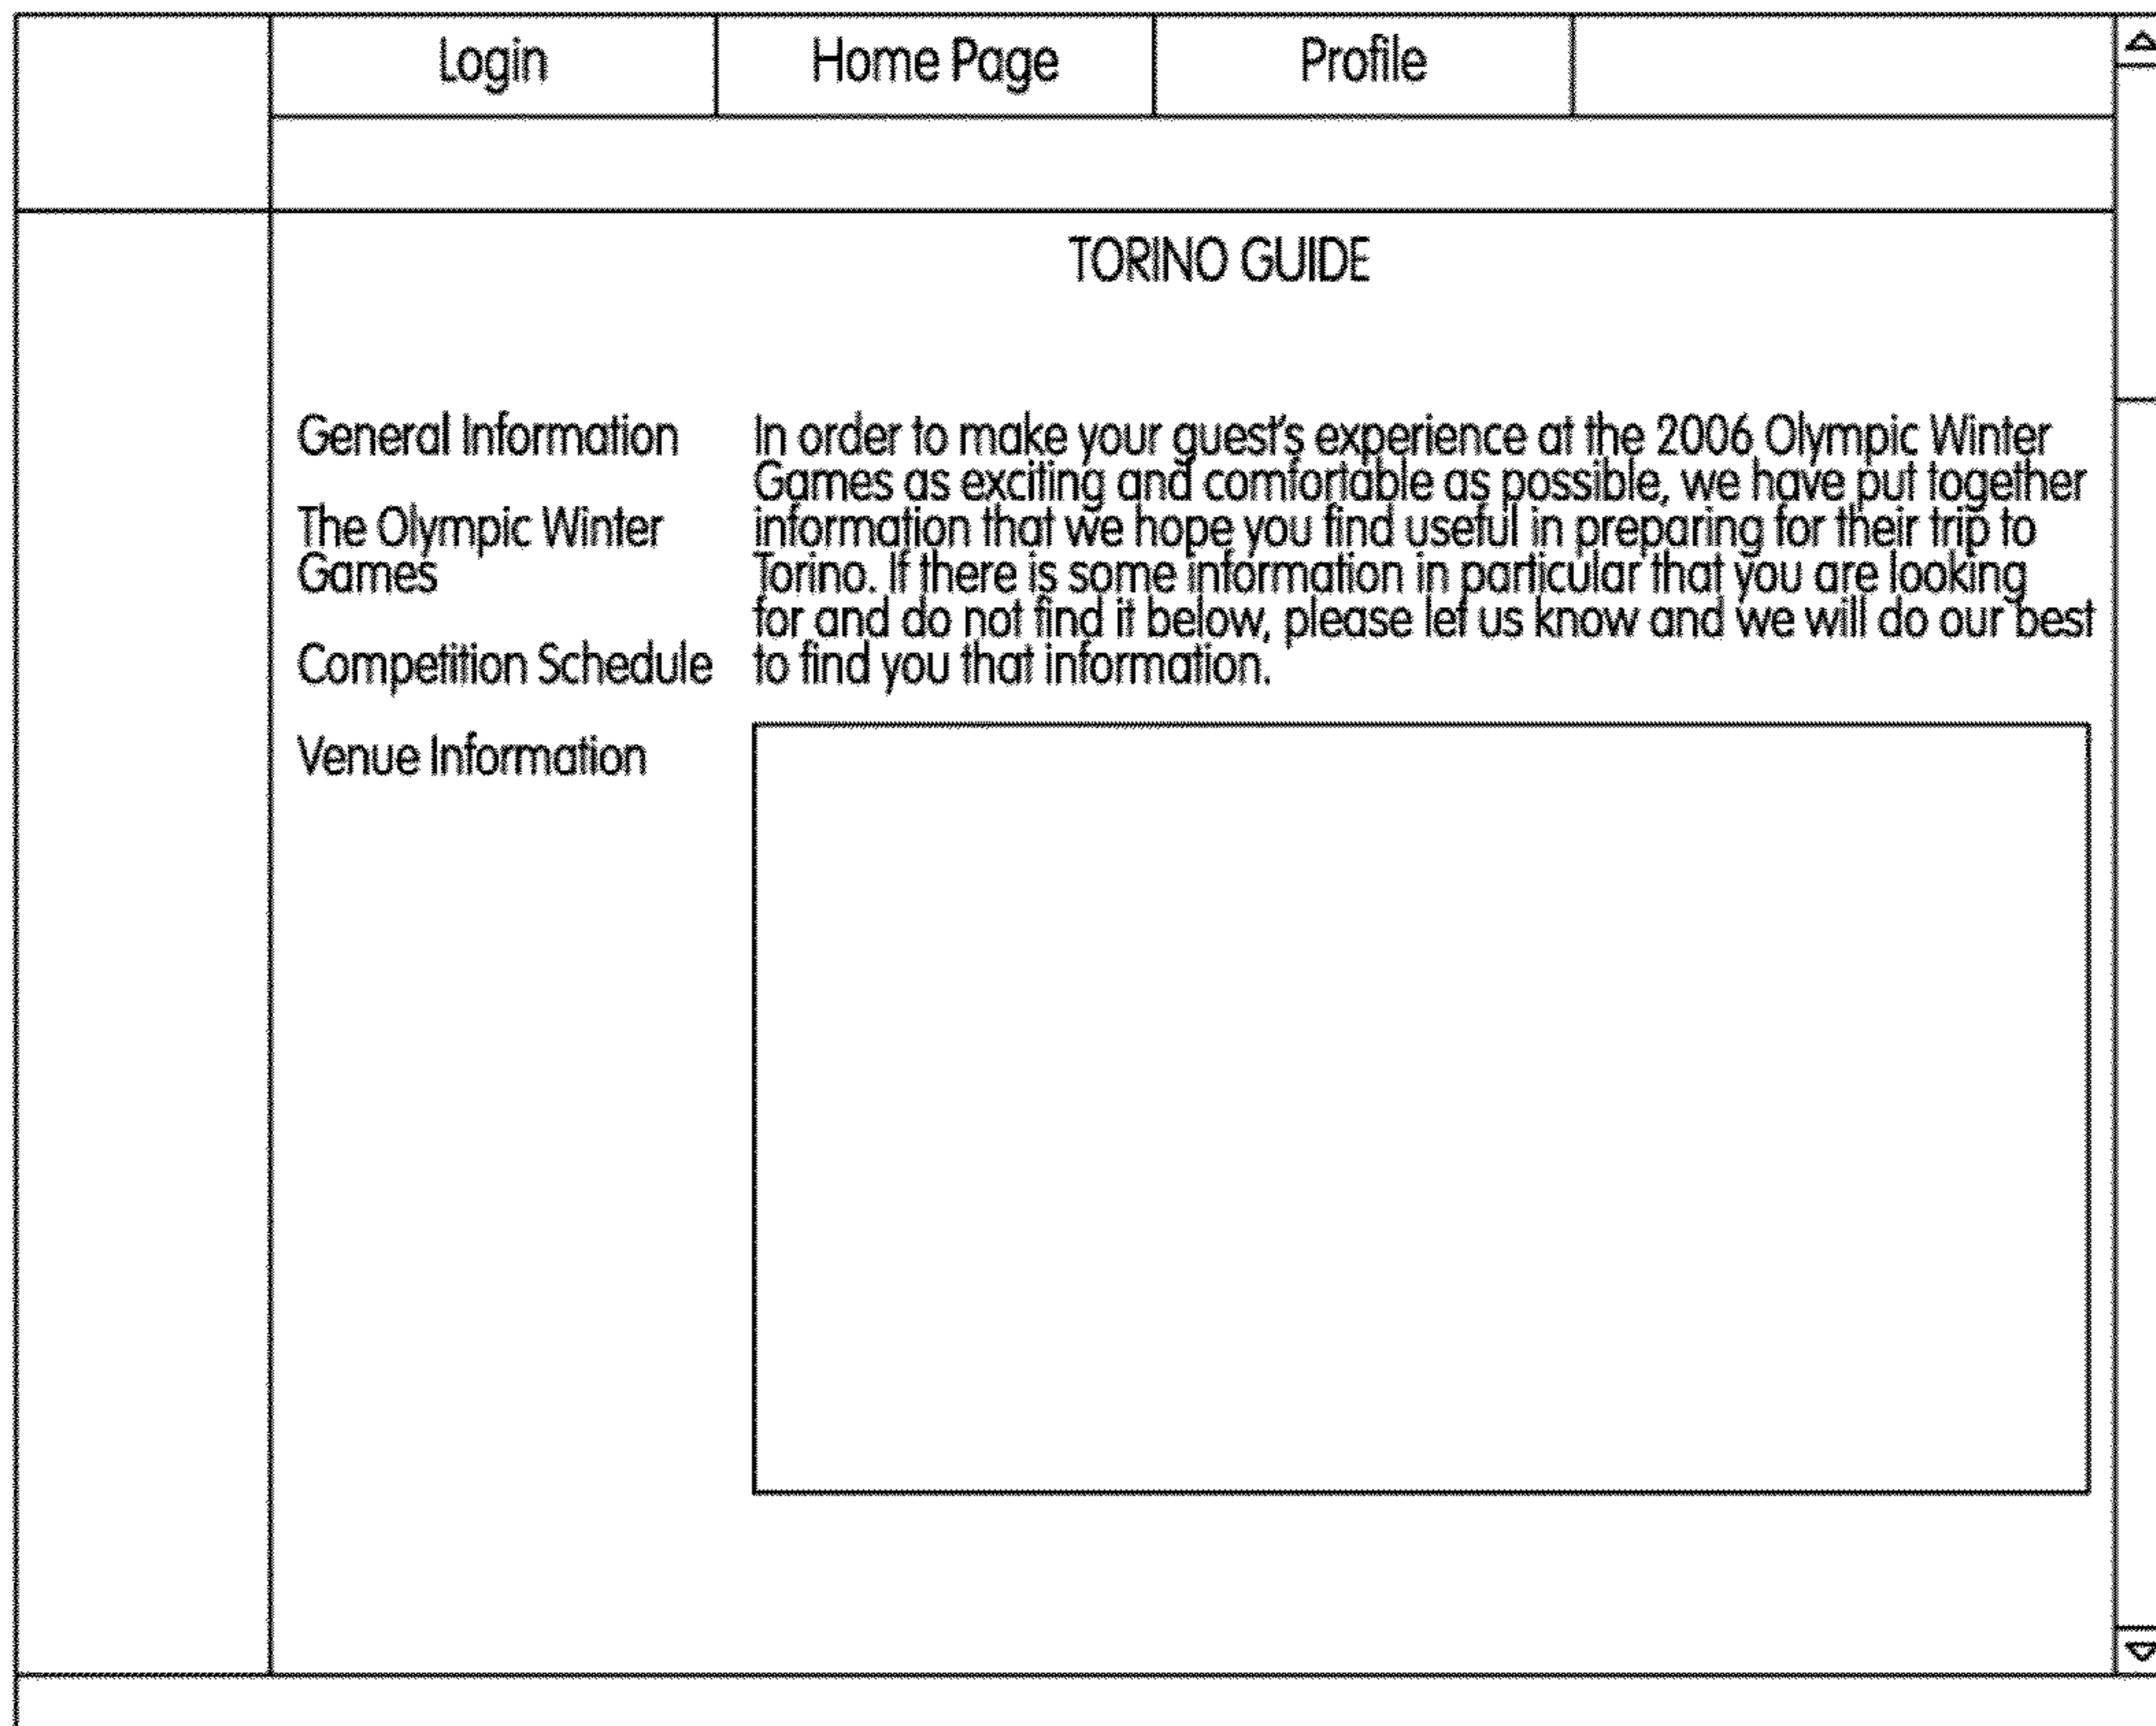 Login
Home Page
Profile
TORINO GUIDE
General Information
The Olympic Winter
Games
Competition Schedule
Venue Information
In order to make your guest's experience at the 2006 Olympic Winter
Games as exciting and comfortable as possible, we have put together
information that we hope you find useful in preparing for their trip to
Torino. If there is some information in particular that you are looking
for and do not find it below, please let us know and we will do our best
to find you that information.